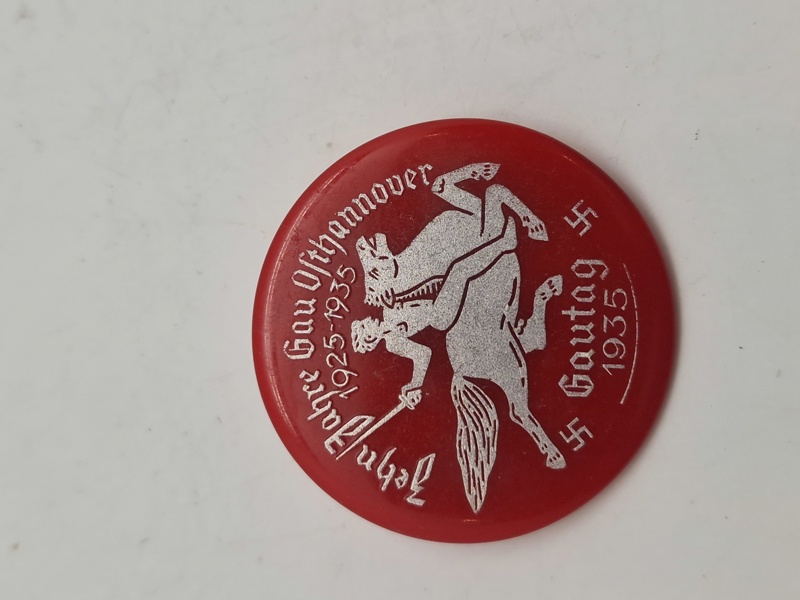 Zehn Jahre Gau Osthannover
1925-1935
Gautag
1935